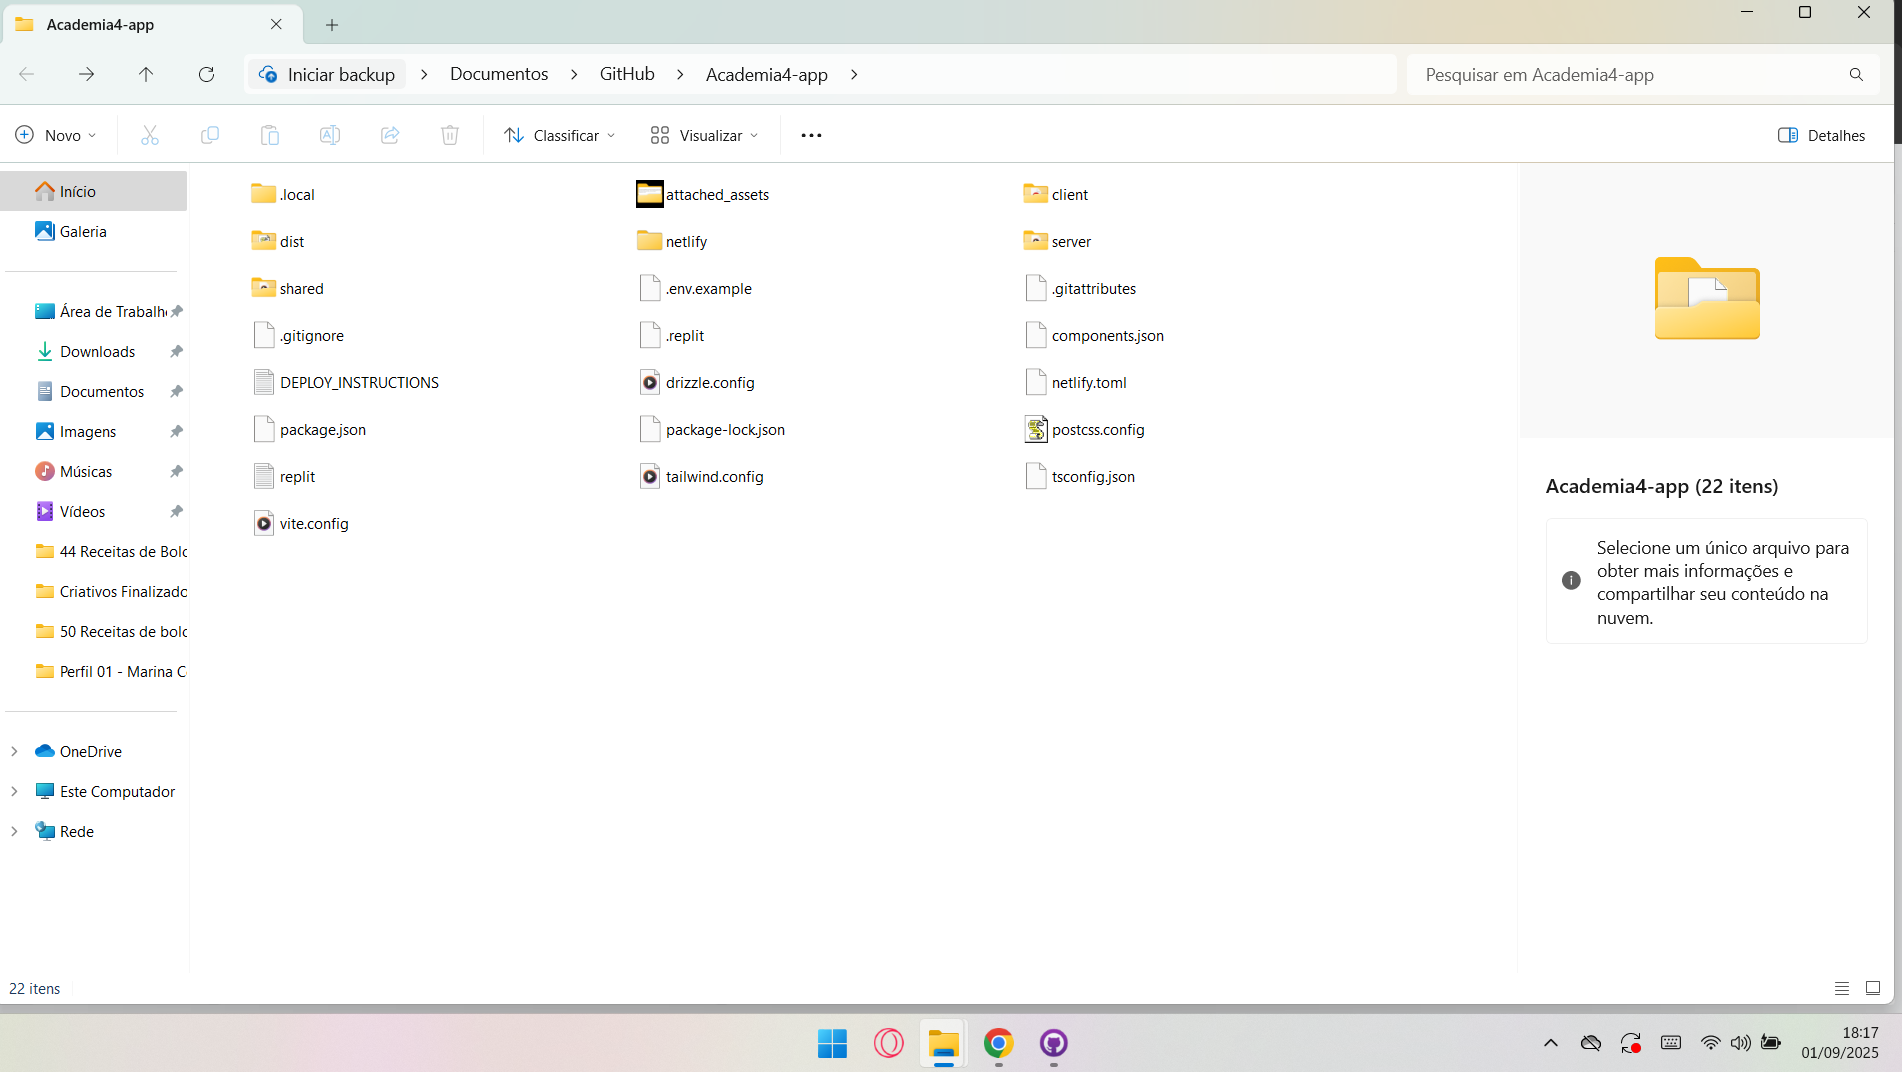 Academia4-app
Iniciar backup
Documentos
GitHub
Academia4-app
Pesquisar em Academia4-app
Novo
Classificar
Visualizar
Detalhes
Início
Galeria
Área de Trabalh
Downloads
Documentos
Imagens
Músicas
Vídeos
44 Receitas de Bolo
Criativos Finalizado
50 Receitas de bolo
Perfil 01 - Marina C
OneDrive
Este Computador
Rede
.local
attached_assets
client
dist
netlify
server
shared
.env.example
.gitattributes
.gitignore
.replit
components.json
DEPLOY_INSTRUCTIONS
drizzle.config
netlify.toml
package.json
package-lock.json
postcss.config
replit
tailwind.config
tsconfig.json
vite.config
Academia4-app (22 itens)
Selecione um único arquivo para
obter mais informações e
compartilhar seu conteúdo na
nuvem.
22 itens
18:17
01/09/2025